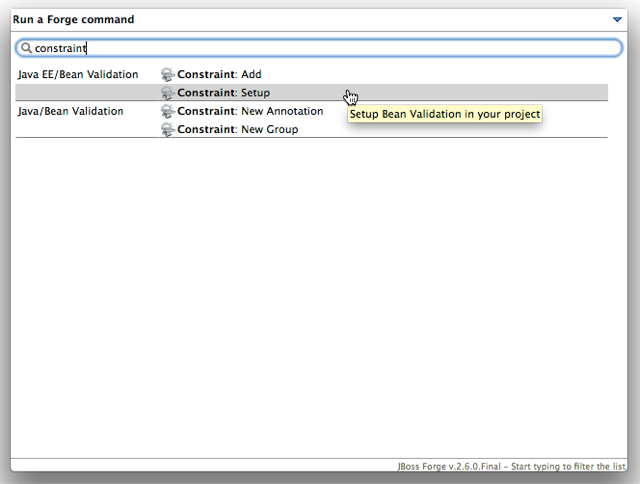 Run a Forge command
constraint
Java EE/Bean Validation Constraint: Add
Constraint: Setup
Java/Bean Validation Constraint: New Annotation
Setup Bean Validation in your project
Constraint: New Group
JBoss Forge v.2.6.0.Final - Start typing to filter the list